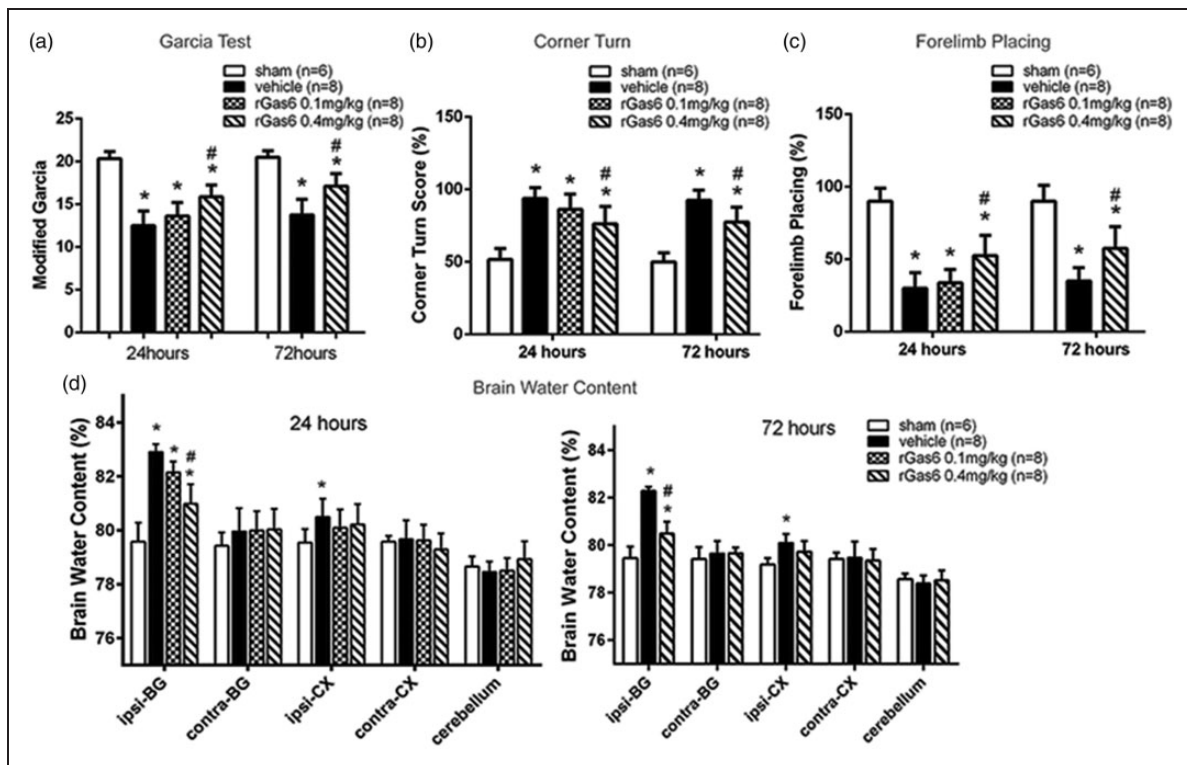 (a)
Garcia Test
sham (n=6)
vehicle (n=8)
rGas6 0.1mg/kg (n=8)
rGas6 0.4mg/kg (n=8)
Modified Garcia
25
20
15
10
5
0
* * # *
* # *
24hours
72hours
(b)
Corner Turn
sham (n=6)
vehicle (n=8)
rGas6 0.1mg/kg (n=8)
rGas6 0.4mg/kg (n=8)
Corner Turn Score (%)
150
100
50
0
* * # *
* # *
24 hours
72 hours
(c)
Forelimb Placing
sham (n=6)
vehicle (n=8)
rGas6 0.1mg/kg (n=8)
rGas6 0.4mg/kg (n=8)
Forelimb Placing (%)
150
100
50
0
* * # *
* # *
24 hours
72 hours
(d)
Brain Water Content
24 hours
Brain Water Content (%)
84
82
80
78
76
* * # *
*
ipsi-BG
contra-BG
ipsi-CX
contra-CX
cerebellum
72 hours
sham (n=6)
vehicle (n=8)
rGas6 0.1mg/kg (n=8)
rGas6 0.4mg/kg (n=8)
Brain Water Content (%)
84
82
80
78
76
* # *
*
ipsi-BG
contra-BG
ipsi-CX
contra-CX
cerebellum